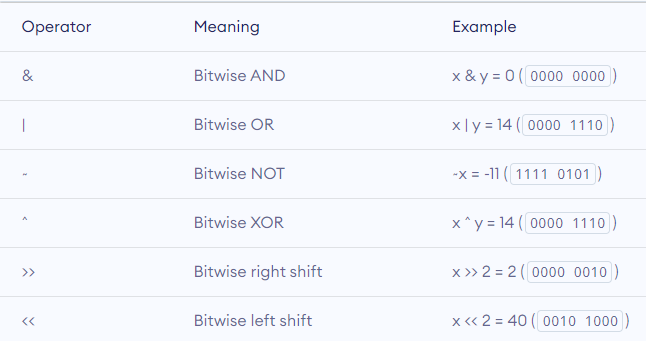 Operator Meaning Example
& Bitwise AND x & y = 0 (0000 0000)
| Bitwise OR x | y = 14 (0000 1110)
~ Bitwise NOT ~x = -11 (1111 0101)
^ Bitwise XOR x ^ y = 14 (0000 1110)
>> Bitwise right shift x >> 2 = 2 (0000 0010)
<< Bitwise left shift x << 2 = 40 (0010 1000)